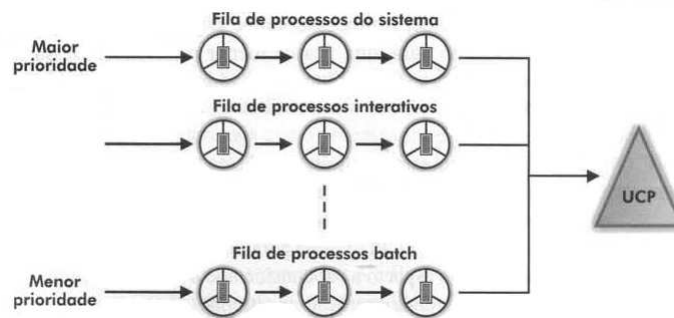 Fila de processos do sistema
Maior
prioridade
Fila de processos interativos
UCP
Fila de processos batch
Menor
prioridade